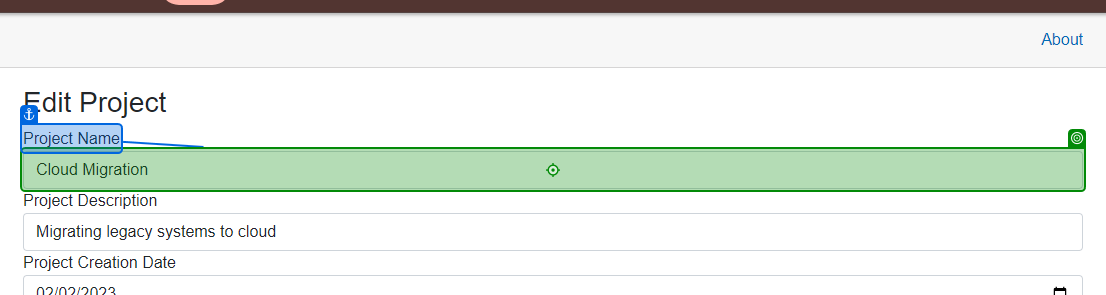 About
Edit Project
Project Name
Cloud Migration
Project Description
Migrating legacy systems to cloud
Project Creation Date
02/02/2023